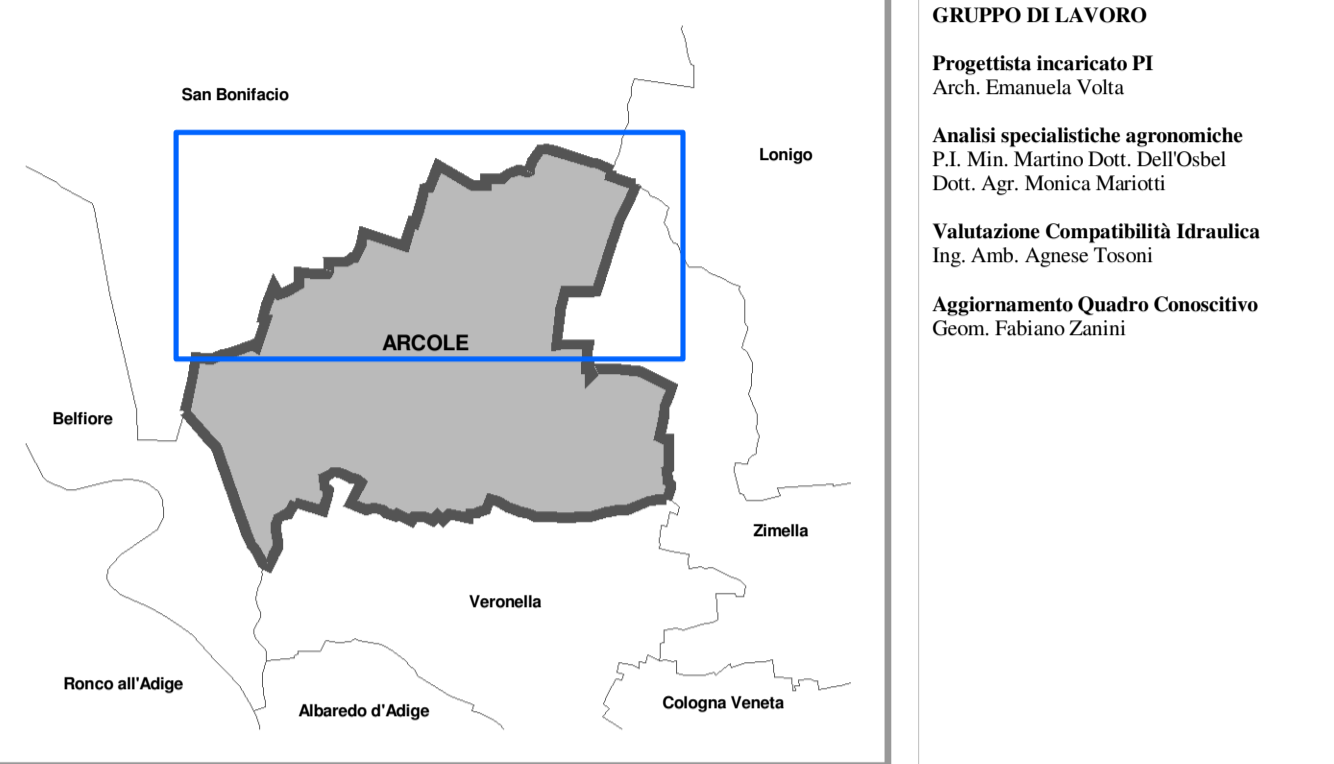 San Bonifacio
Lonigo
ARCOLE
Belfiore
Zimella
Veronella
Ronco all'Adige
Albaredo d'Adige
Cologna Veneta
GRUPPO DI LAVORO
Progettista incaricato PI
Arch. Emanuela Volta
Analisi specialistiche agronomiche
P.I. Min. Martino Dott. Dell'Osbel
Dott. Agr. Monica Mariotti
Valutazione Compatibilità Idraulica
Ing. Amb. Agnese Tosoni
Aggiornamento Quadro Conoscitivo
Geom. Fabiano Zanini